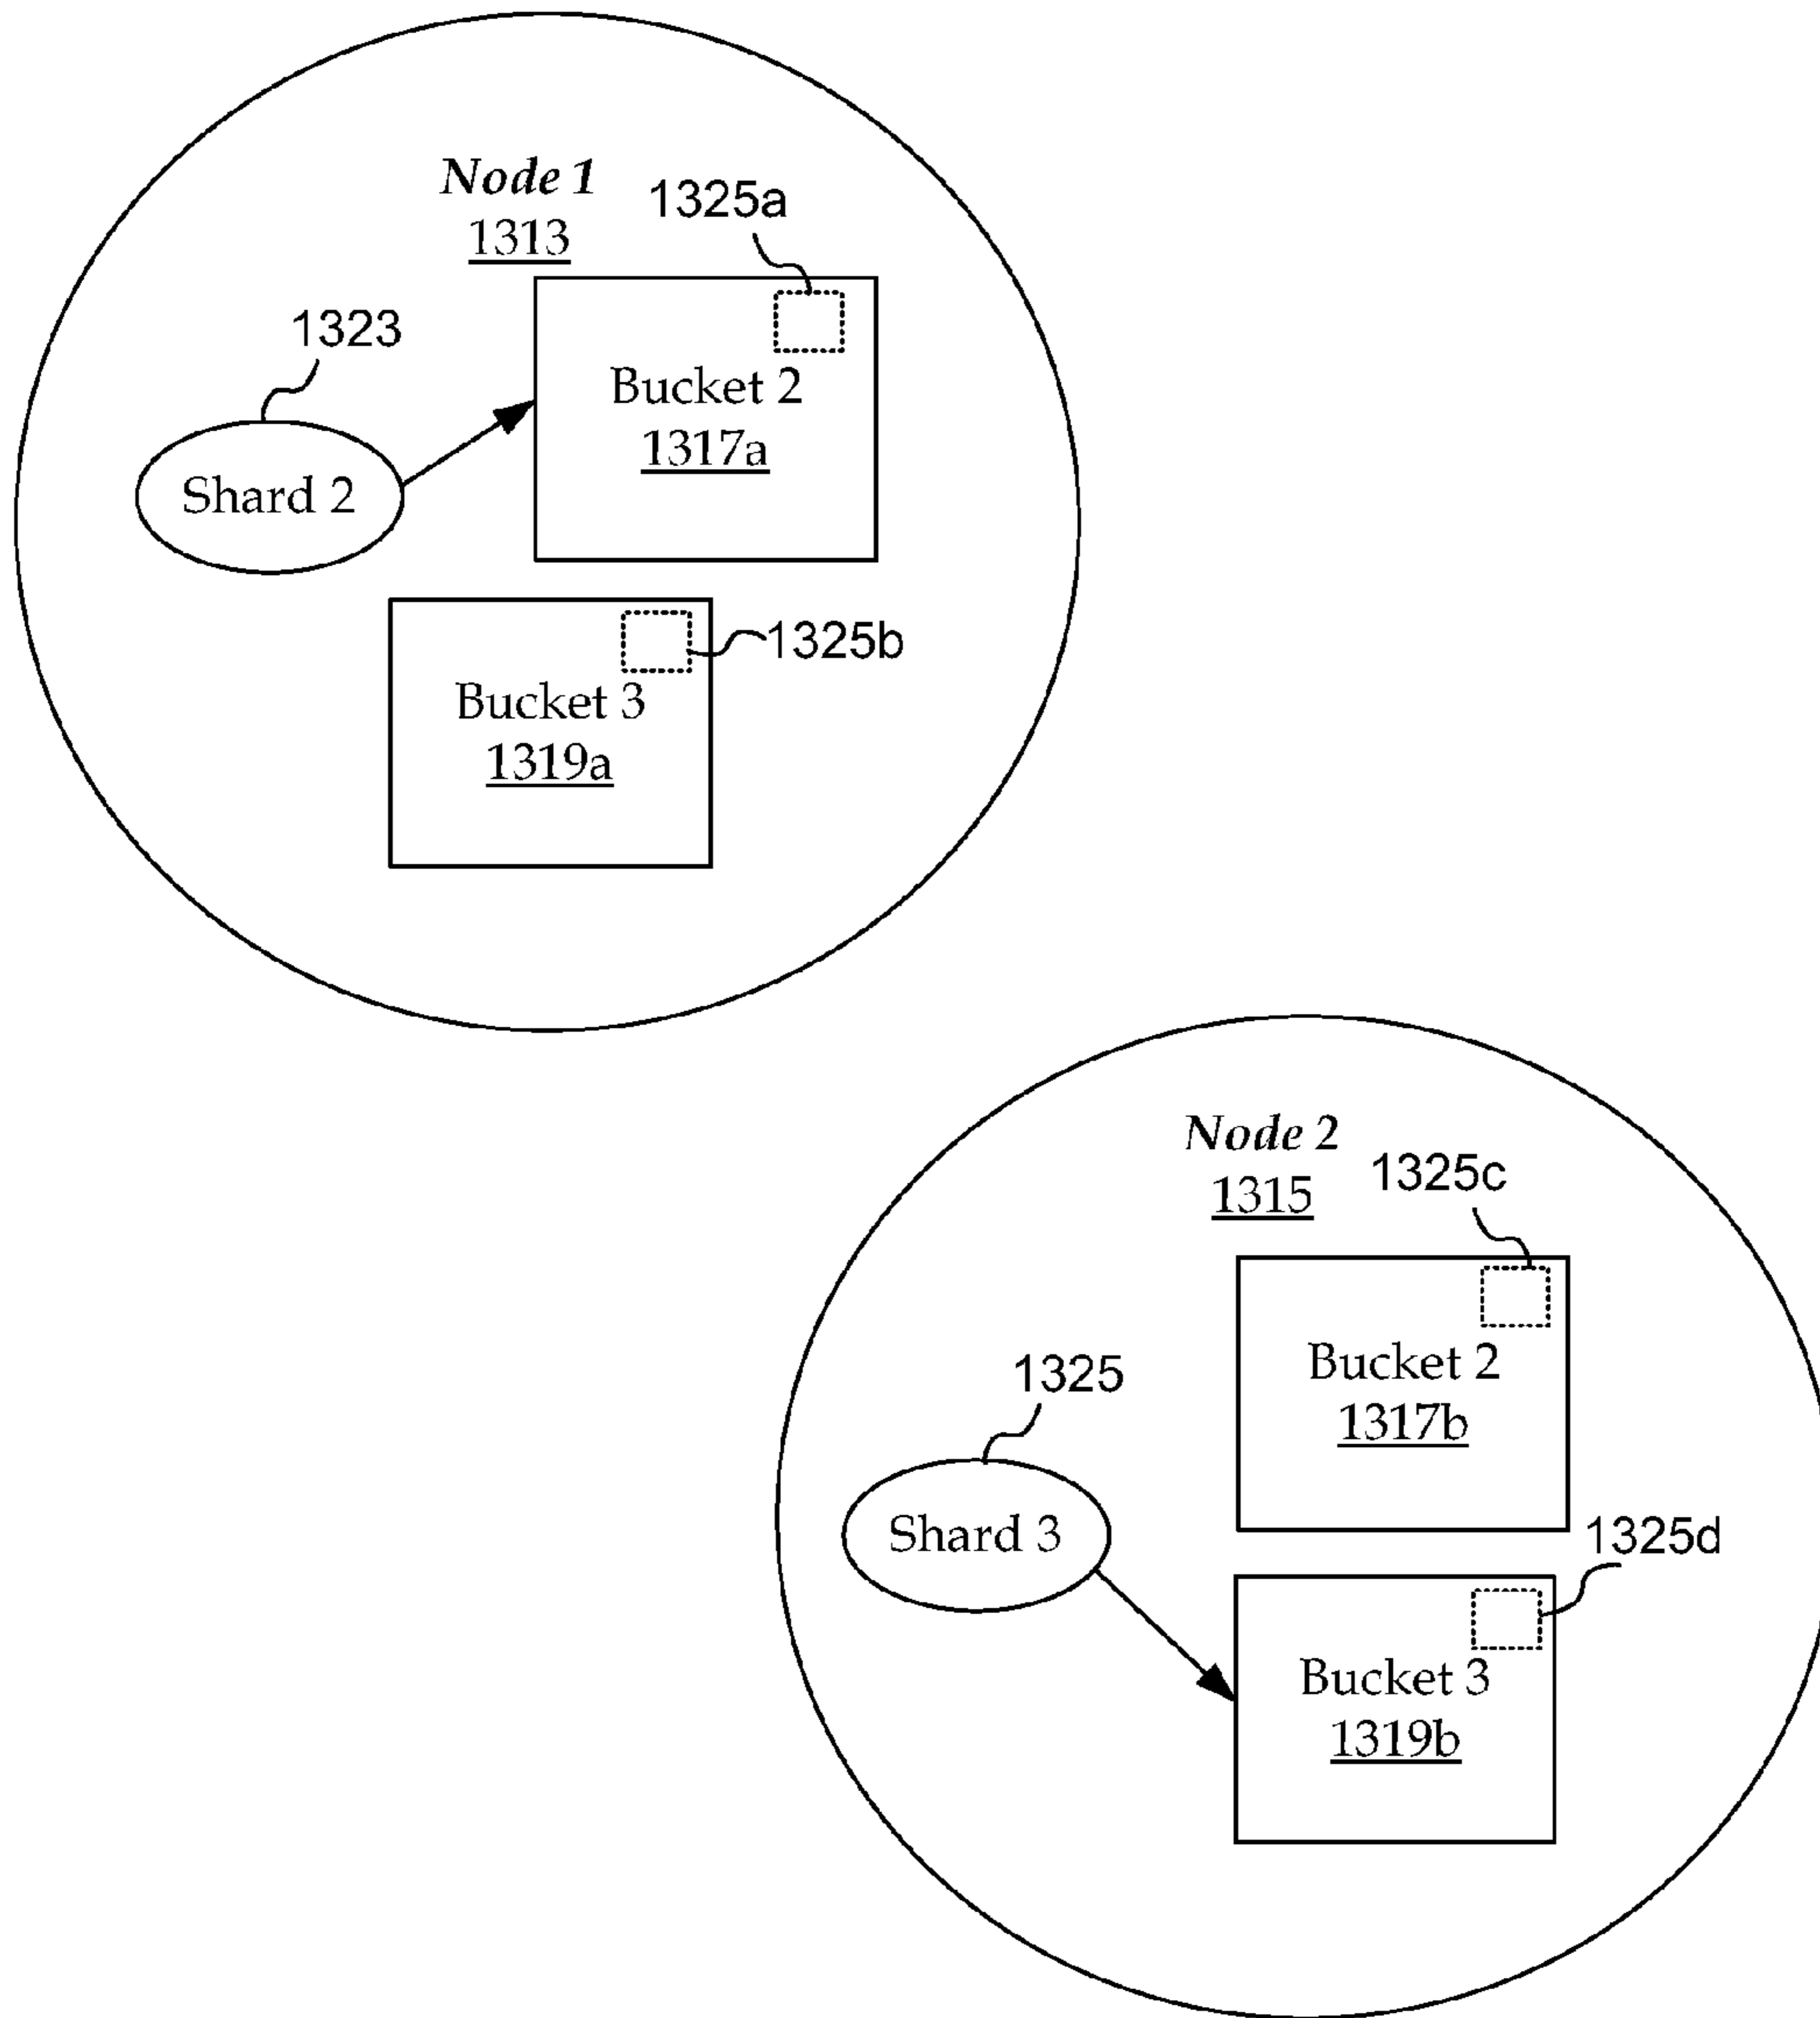 Node 1
1313
1325a
1323
Bucket 2
1317a
Shard 2
1325b
Bucket 3
1319a
Node 2
1315
1325c
1325
Bucket 2
1317b
Shard 3
1325d
Bucket 3
1319b